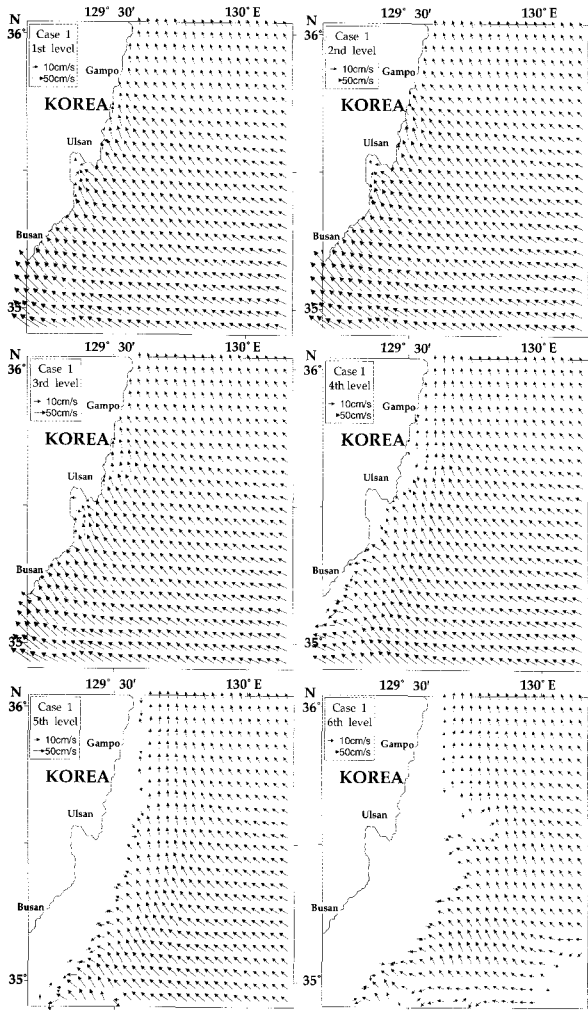 129° 30' 130° E
N
36°
Case 1
1st level
10cm/s
50cm/s
Gampo
KOREA
Ulsan
Busan
35°
129° 30' 130° E
N
36°
Case 1
2nd level
10cm/s
50cm/s
Gampo
KOREA
Ulsan
Busan
35°
129° 30' 130° E
N
36°
Case 1
3rd level
10cm/s
50cm/s
Gampo
KOREA
Ulsan
Busan
35°
129° 30' 130° E
N
36°
Case 1
4th level
10cm/s
50cm/s
Gampo
KOREA
Ulsan
Busan
35°
129° 30' 130° E
N
36°
Case 1
5th level
10cm/s
50cm/s
Gampo
KOREA
Ulsan
Busan
35°
129° 30' 130° E
N
36°
Case 1
6th level
10cm/s
50cm/s
Gampo
KOREA
Ulsan
Busan
35°